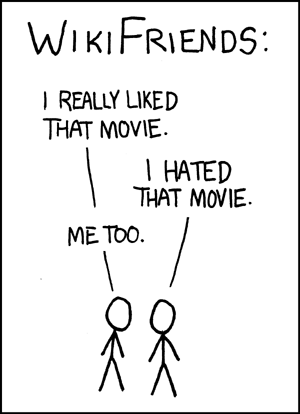 WIKIFRIENDS:
I REALLY LIKED
THAT MOVIE.
I HATED
THAT MOVIE.
ME TOO.